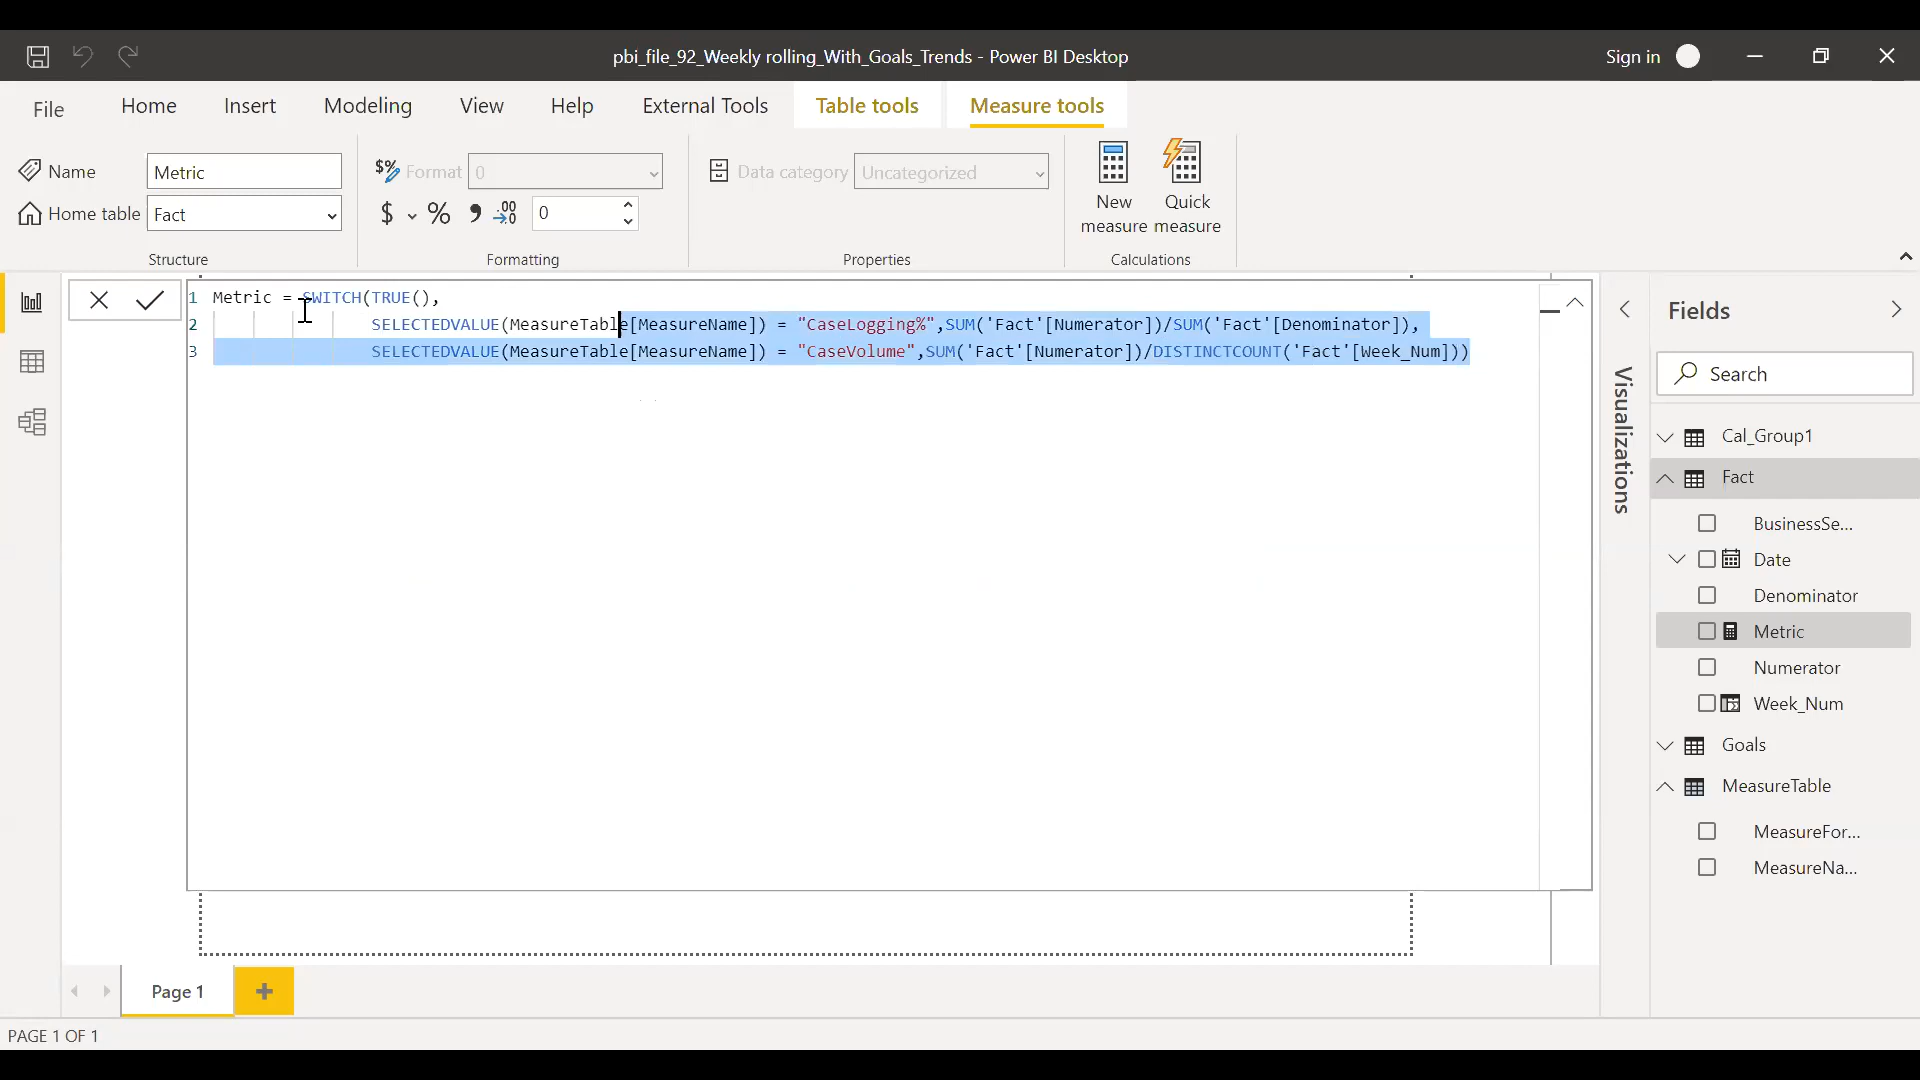 pbi_file_92_Weekly rolling_With_Goals_Trends - Power BI Desktop
Sign in
File Home Insert Modeling View Help External Tools Table tools Measure tools
Name Metric
Home table Fact
Structure
$% Format 0
$ % 9 .00 0
Formatting
Data category Uncategorized
Properties
New measure
Quick measure
Calculations
1 Metric = SWITCH(TRUE(),
2 SELECTEDVALUE(MeasureTable[MeasureName]) = "CaseLogging%",SUM('Fact'[Numerator])/SUM('Fact'[Denominator]),
3 SELECTEDVALUE(MeasureTable[MeasureName]) = "CaseVolume",SUM('Fact'[Numerator])/DISTINCTCOUNT('Fact'[Week_Num]))
Visualizations
Fields
Search
Cal_Group1
Fact
BusinessSe...
Date
Denominator
Metric
Numerator
Week_Num
Goals
MeasureTable
MeasureFor...
MeasureNa...
Page 1
PAGE 1 OF 1